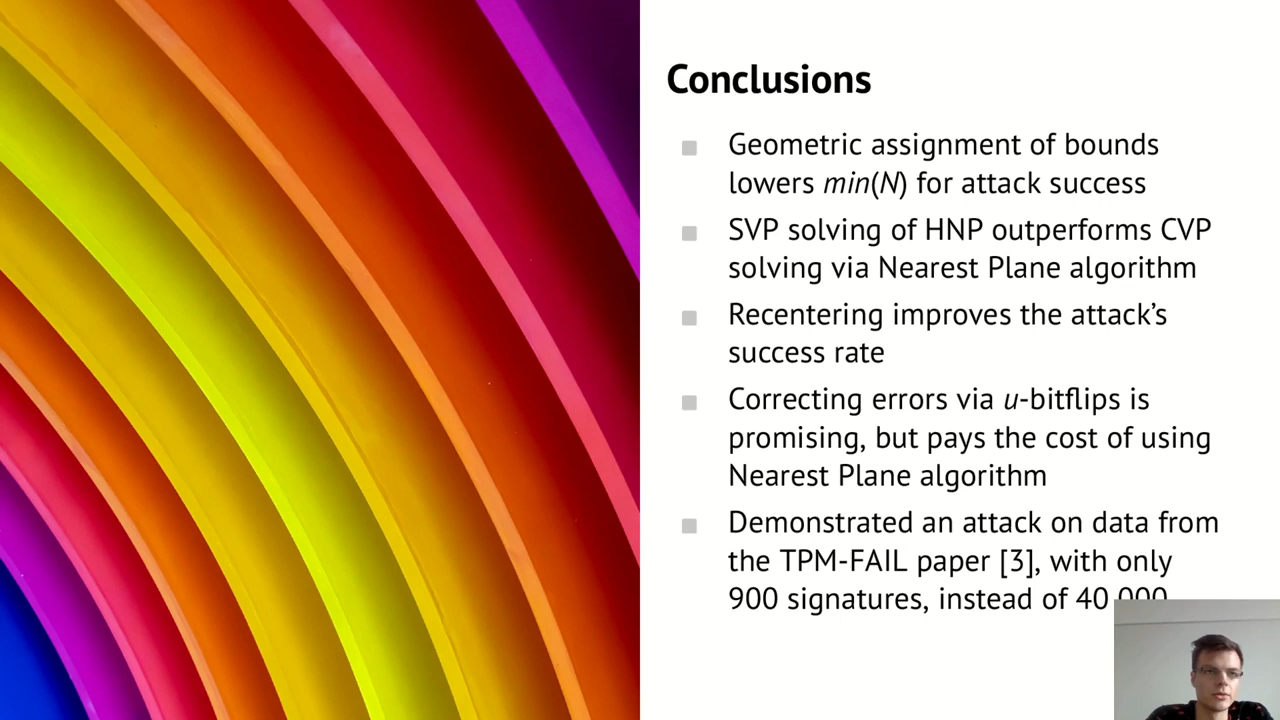 Conclusions
Geometric assignment of bounds
lowers min(N) for attack success
SVP solving of HNP outperforms CVP
solving via Nearest Plane algorithm
Recentering improves the attack’s
success rate
Correcting errors via u-bitflips is
promising, but pays the cost of using
Nearest Plane algorithm
Demonstrated an attack on data from
the TPM-FAIL paper [3], with only
900 signatures, instead of 40 000